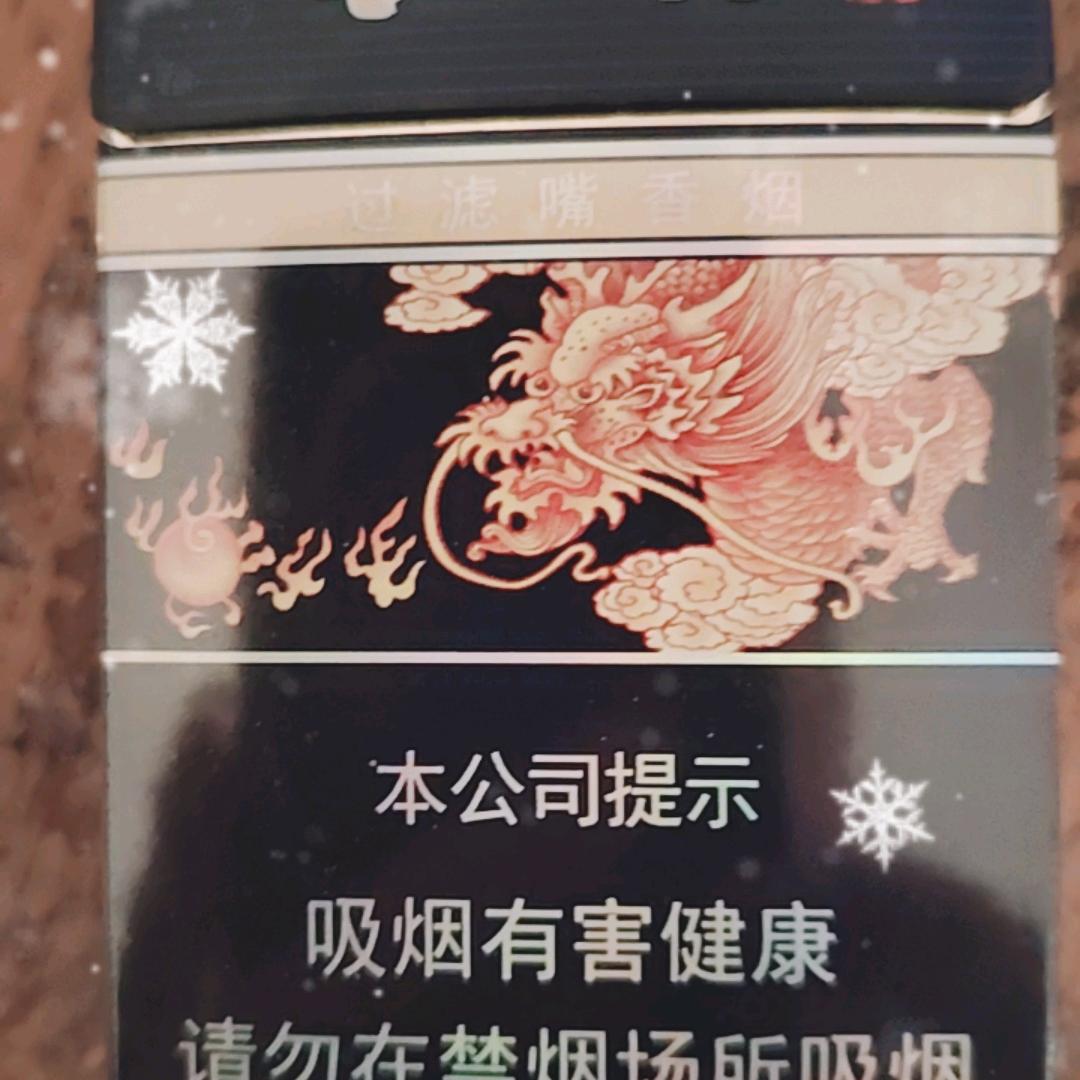 过滤嘴香烟
本公司提示
吸烟有害健康
请勿在禁烟场所吸烟